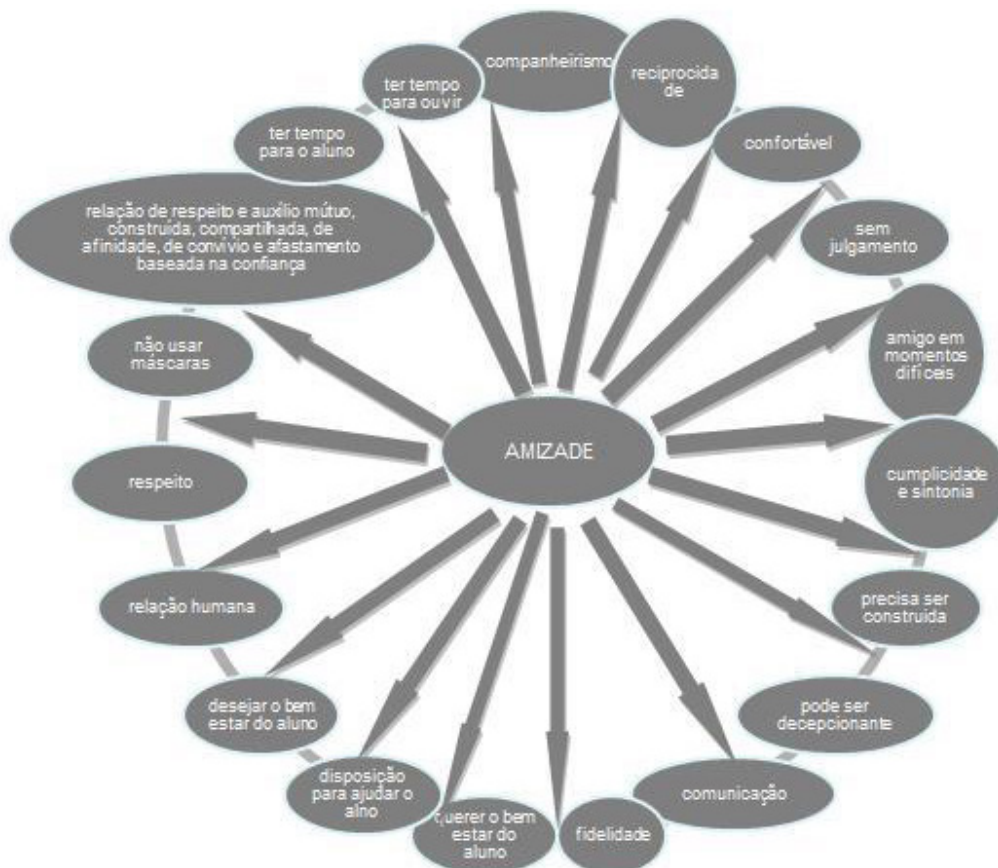 companheirismo
reciprocida
de
confortável
sem
julgamento
amigo em
momentos
difíceis
cumplicidade
e sintonia
precisa ser
construida
pode ser
decepcionante
comunicação
fidelidade
querer o bem
estar do
aluno
disposição
para ajudar o
alno
desejar o bem
estar do aluno
relação humana
respeito
não usar
máscaras
relação de respeito e auxílio mútuo,
construída, compartilhada, de
afinidade, de convívio e afastamento
baseada na confiança
ter tempo
para o aluno
ter tempo
para ouvir
AMIZADE